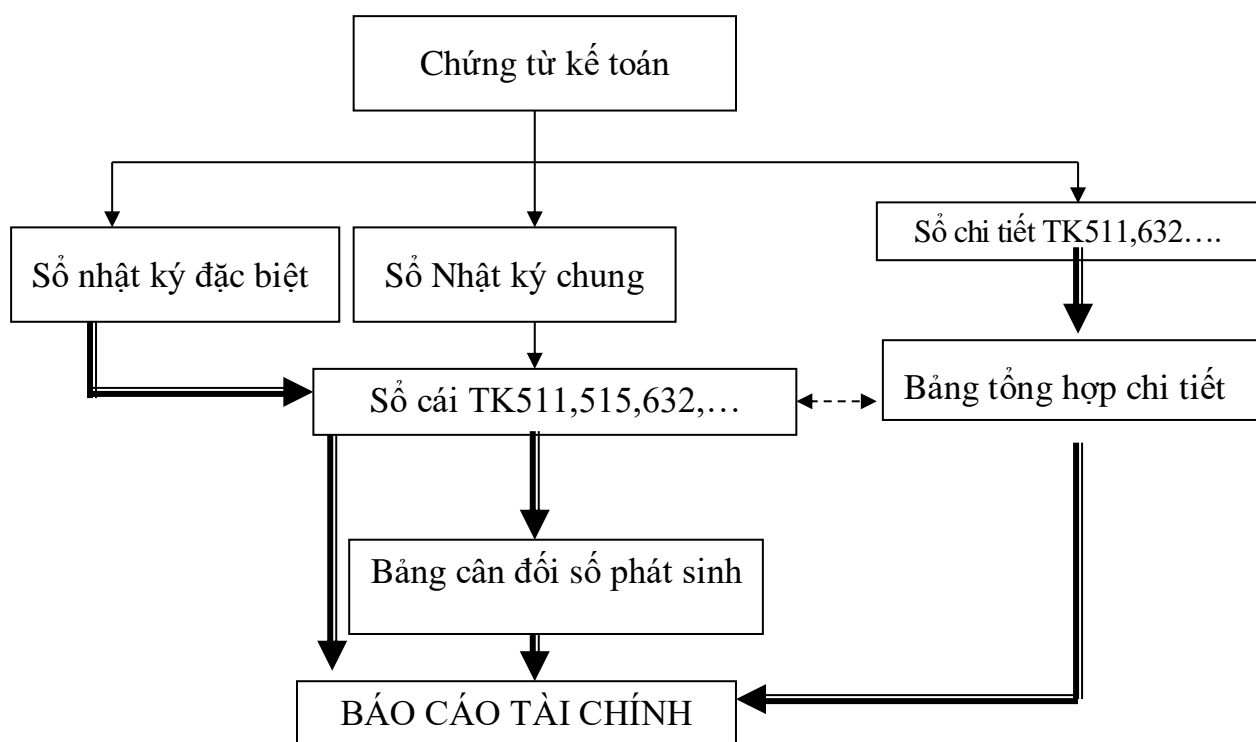 Chứng từ kế toán
Sổ nhật ký đặc biệt
Sổ Nhật ký chung
Sổ chi tiết TK511,632….
Sổ cái TK511,515,632,…
Bảng tổng hợp chi tiết
Bảng cân đối số phát sinh
BÁO CÁO TÀI CHÍNH